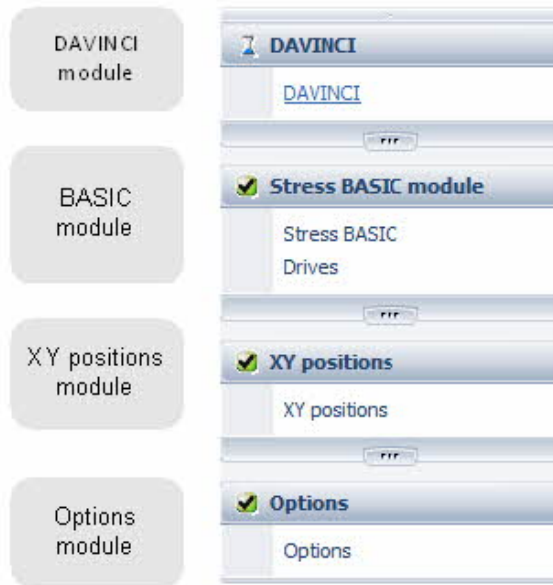 DAVINCI
module
DAVINCI
DAVINCI
BASIC
module
Stress BASIC module
Stress BASIC
Drives
XY positions
module
XY positions
XY positions
Options
module
Options
Options